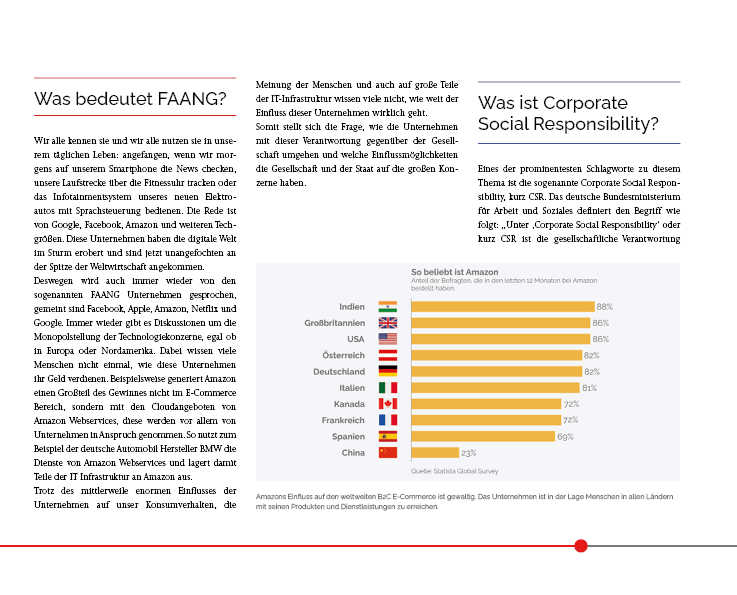 Was bedeutet FAANG?
Wir alle kennen sie und wir alle nutzen sie in unse-
rem täglichen Leben: angefangen, wenn wir mor-
gens auf unserem Smartphone die News checken,
unsere Laufstrecke über die Fitnessuhr tracken oder
das Infotainmentsystem unseres neuen Elektro-
autos mit Sprachsteuerung bedienen. Die Rede ist
von Google, Facebook, Amazon und weiteren Tech-
größen. Diese Unternehmen haben die digitale Welt
im Sturm erobert und sind jetzt unangefochten an
der Spitze der Weltwirtschaft angekommen.
Deswegen wird auch immer wieder von den
sogenannten FAANG Unternehmen gesprochen,
gemeint sind Facebook, Apple, Amazon, Netflix und
Google. Immer wieder gibt es Diskussionen um die
Monopolstellung der Technologiekonzerne, egal ob
in Europa oder Nordamerika. Dabei wissen viele
Menschen nicht einmal, wie diese Unternehmen
ihr Geld verdienen. Beispielsweise generiert Amazon
einen Großteil des Gewinnes nicht im E-Commerce
Bereich, sondern mit den Cloudangeboten von
Amazon Webservices, diese werden vor allem von
Unternehmen in Anspruch genommen. So nutzt zum
Beispiel der deutsche Automobil Hersteller BMW die
Dienste von Amazon Webservices und lagert damit
Teile der IT Infrastruktur an Amazon aus.
Trotz des mittlerweile enormen Einflusses der
Unternehmen auf unser Konsumverhalten, die
Meinung der Menschen und auch auf große Teile
der IT-Infrastruktur wissen viele nicht, wie weit der
Einfluss dieser Unternehmen wirklich geht.
Somit stellt sich die Frage, wie die Unternehmen
mit dieser Verantwortung gegenüber der Gesell-
schaft umgehen und welche Einflussmöglichkeiten
die Gesellschaft und der Staat auf die großen Kon-
zerne haben.
Was ist Corporate
Social Responsibility?
Eines der prominentesten Schlagworte zu diesem
Thema ist die sogenannte Corporate Social Respon-
sibility, kurz CSR. Das deutsche Bundesministerium
für Arbeit und Soziales definiert den Begriff wie
folgt: „Unter ‚Corporate Social Responsibility‘ oder
kurz CSR ist die gesellschaftliche Verantwortung
So beliebt ist Amazon
Anteil der Befragten, die in den letzten 12 Monaten bei Amazon
bestellt haben
Indien 88%
Großbritannien 86%
USA 86%
Österreich 82%
Deutschland 82%
Italien 81%
Kanada 72%
Frankreich 72%
Spanien 69%
China 23%
Quelle: Statista Global Survey
Amazons Einfluss auf den weltweiten B2C E-Commerce ist gewaltig. Das Unternehmen ist in der Lage Menschen in allen Ländern
mit seinen Produkten und Dienstleistungen zu erreichen.